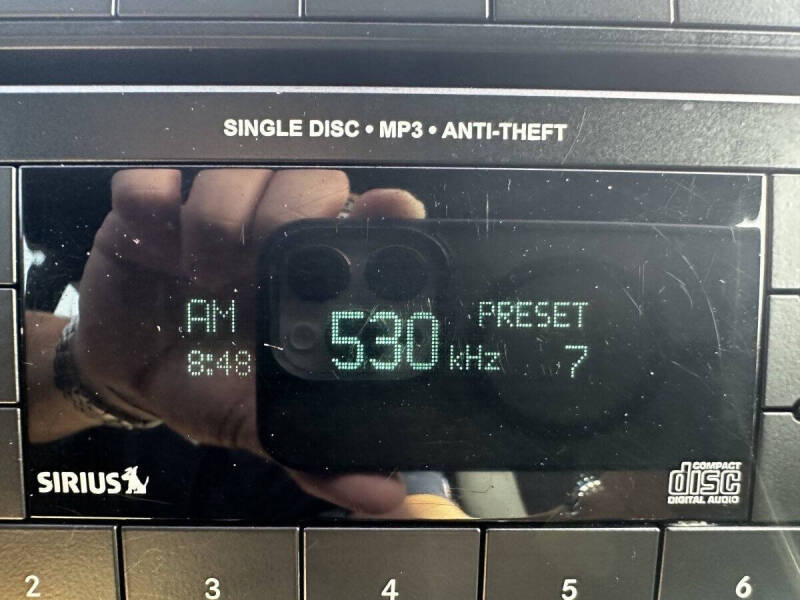 SINGLE DISC • MP3 • ANTI-THEFT
AM 530 kHz PRESET
8:48 7
SIRIUS
COMPACT
disc
DIGITAL AUDIO
2 3 4 5 6